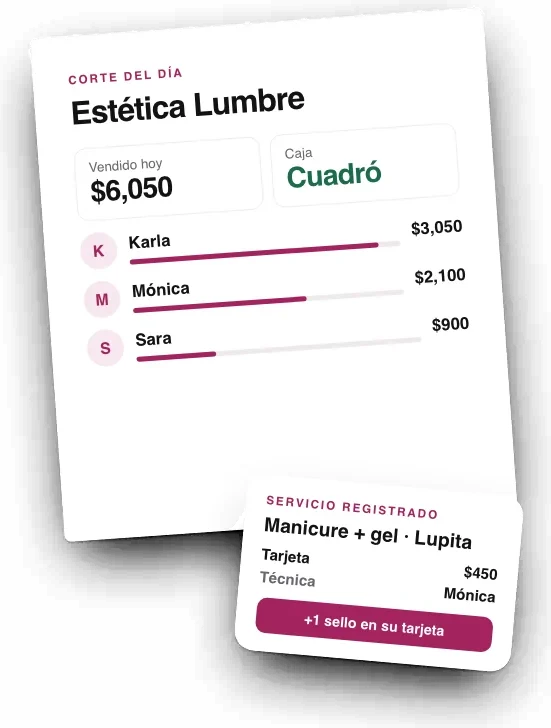 CORTE DEL DÍA
Estética Lumbre
Vendido hoy
$6,050
Caja
Cuadró
K Karla $3,050
M Mónica $2,100
S Sara $900
SERVICIO REGISTRADO
Manicure + gel · Lupita
Tarjeta $450
Técnica Mónica
+1 sello en su tarjeta